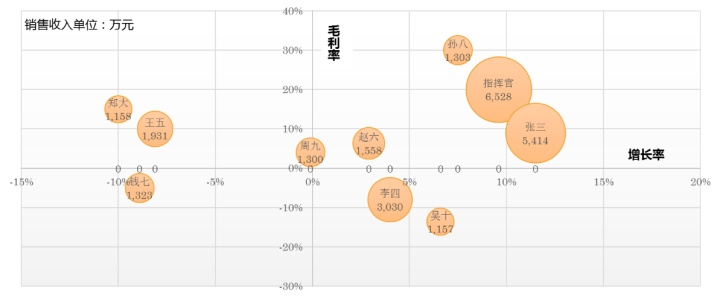 销售收入单位：万元
毛利率
增长率
40%
30%
20%
10%
0%
-10%
-20%
-30%
-15%
-10%
-5%
0%
5%
10%
15%
20%
孙八
1,303
指挥官
6,528
郑大
1,158
王五
1,931
张三
5,414
赵六
1,558
周九
1,300
0 0 0 0 0 0 0 0 0 0
钱七
1,323
李四
3,030
吴十
1,157